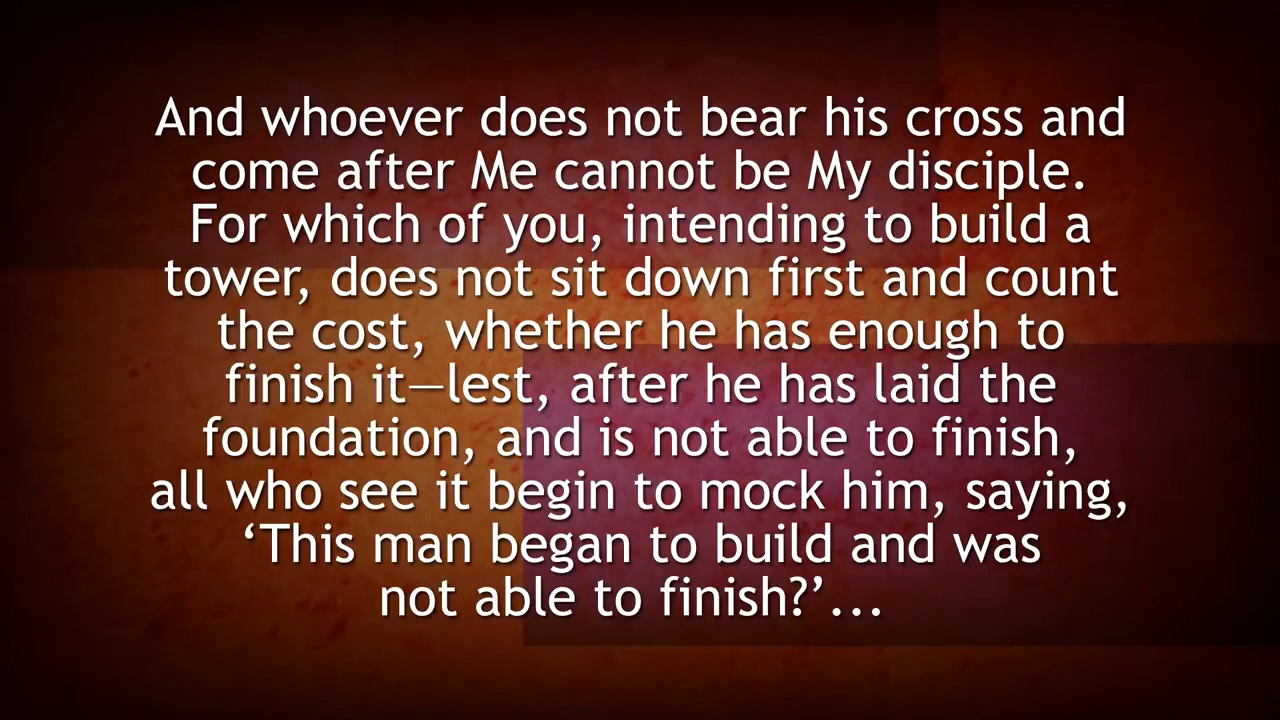 And whoever does not bear his cross and
come after Me cannot be My disciple.
For which of you, intending to build a
tower, does not sit down first and count
the cost, whether he has enough to
finish it—lest, after he has laid the
foundation, and is not able to finish,
all who see it begin to mock him, saying,
‘This man began to build and was
not able to finish?’...